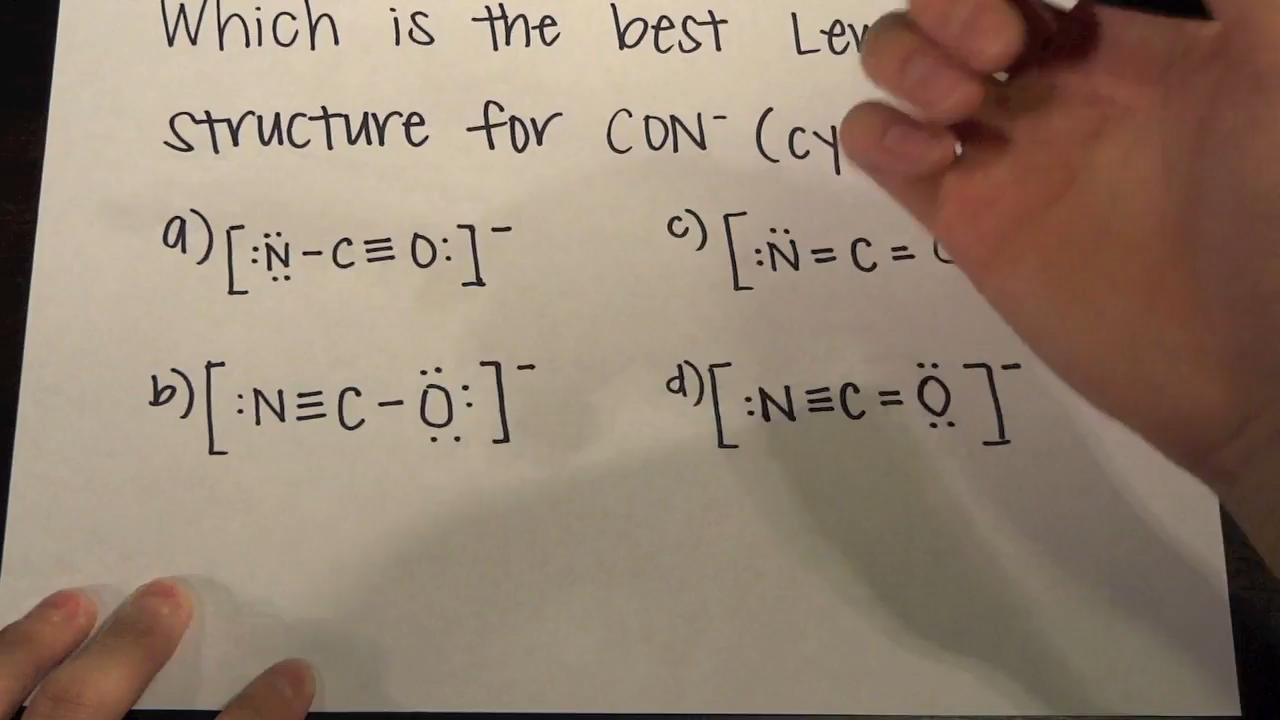 Which is the best
structure for CON⁻ (cy
a) [:N̤̈-C≡O:]⁻
c) [:N̈=C=
b) [:N≡C-Ö̤:]⁻
d) [:N≡C=Ö̤]⁻